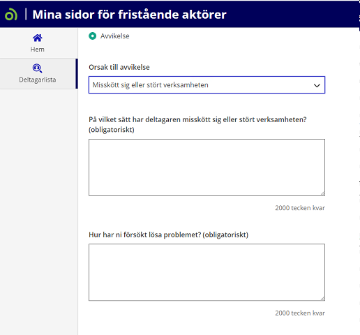 Mina sidor för fristående aktörer
Hem
Deltagarlista
Avvikelse
Orsak till avvikelse
Misskött sig eller stört verksamheten
På vilket sätt har deltagaren misskött sig eller stört verksamheten?
(obligatoriskt)
2000 tecken kvar
Hur har ni försökt lösa problemet? (obligatoriskt)
2000 tecken kvar